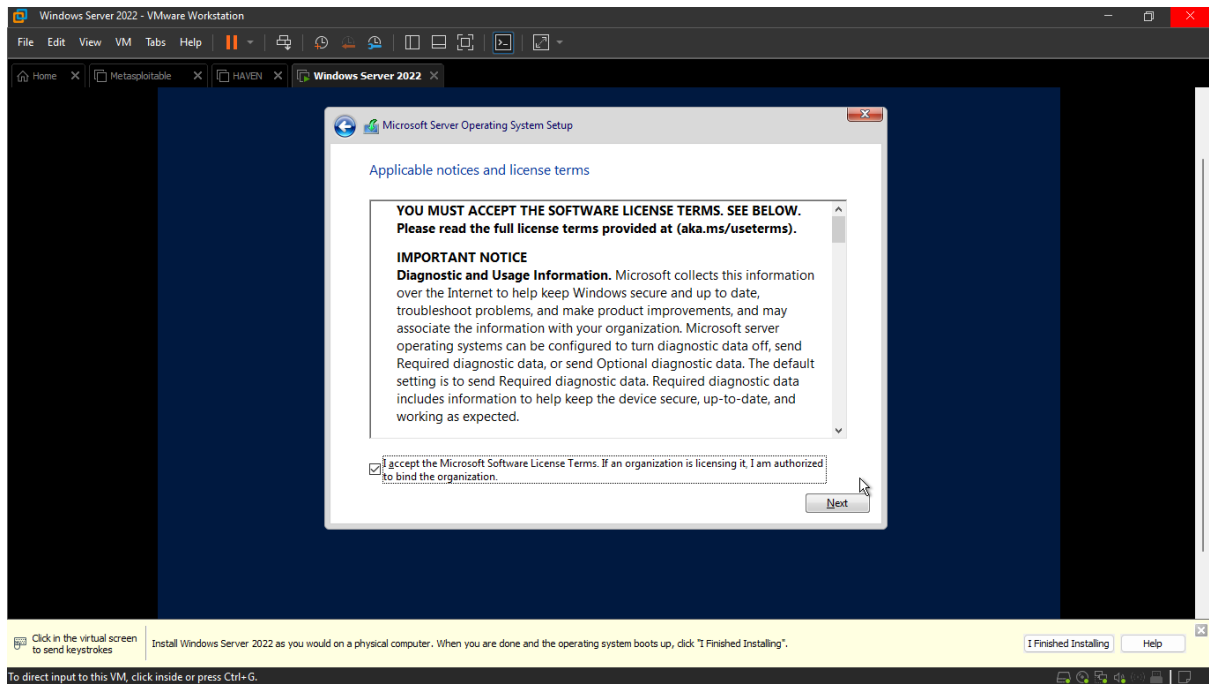 Windows Server 2022 - VMware Workstation
File Edit View VM Tabs Help
Home Metasploitable HAVEN Windows Server 2022
Microsoft Server Operating System Setup
Applicable notices and license terms
YOU MUST ACCEPT THE SOFTWARE LICENSE TERMS. SEE BELOW.
Please read the full license terms provided at (aka.ms/useterms).
IMPORTANT NOTICE
Diagnostic and Usage Information. Microsoft collects this information
over the Internet to help keep Windows secure and up to date,
troubleshoot problems, and make product improvements, and may
associate the information with your organization. Microsoft server
operating systems can be configured to turn diagnostic data off, send
Required diagnostic data, or send Optional diagnostic data. The default
setting is to send Required diagnostic data. Required diagnostic data
includes information to help keep the device secure, up-to-date, and
working as expected.
I accept the Microsoft Software License Terms. If an organization is licensing it, I am authorized
to bind the organization.
Next
Click in the virtual screen
to send keystrokes
Install Windows Server 2022 as you would on a physical computer. When you are done and the operating system boots up, click "I Finished Installing".
I Finished Installing Help
To direct input to this VM, click inside or press Ctrl+G.